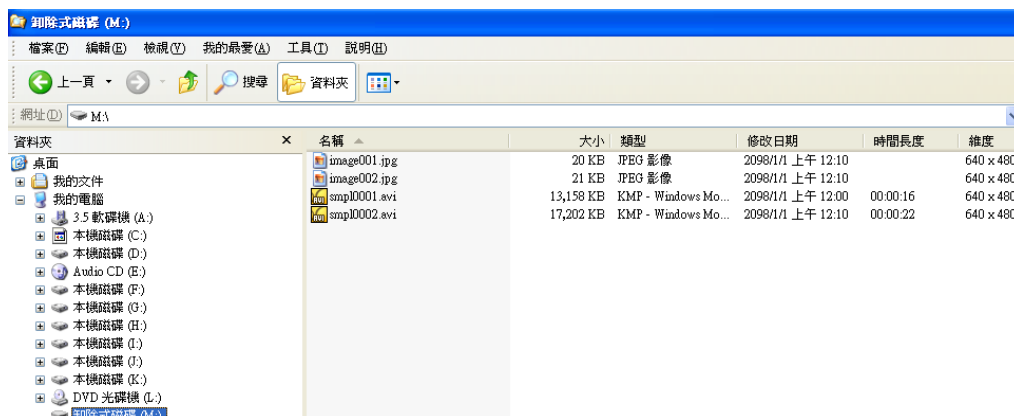 卸除式磁碟 (M:)
檔案(F) 編輯(E) 檢視(V) 我的最愛(A) 工具(T) 說明(H)
上一頁 搜尋 資料夾
網址(D) M:\
資料夾 × 名稱 大小 類型 修改日期 時間長度 維度
桌面 image001.jpg 20 KB JPEG 影像 2098/1/1 上午 12:10 640 x 480
我的文件 image002.jpg 21 KB JPEG 影像 2098/1/1 上午 12:10 640 x 480
我的電腦 smpl0001.avi 13,158 KB KMP - Windows Mo... 2098/1/1 上午 12:00 00:00:16 640 x 480
3.5 軟碟機 (A:) smpl0002.avi 17,202 KB KMP - Windows Mo... 2098/1/1 上午 12:10 00:00:22 640 x 480
本機磁碟 (C:)
本機磁碟 (D:)
Audio CD (E:)
本機磁碟 (F:)
本機磁碟 (G:)
本機磁碟 (H:)
本機磁碟 (I:)
本機磁碟 (J:)
本機磁碟 (K:)
DVD 光碟機 (L:)
卸除式磁碟 (M:)